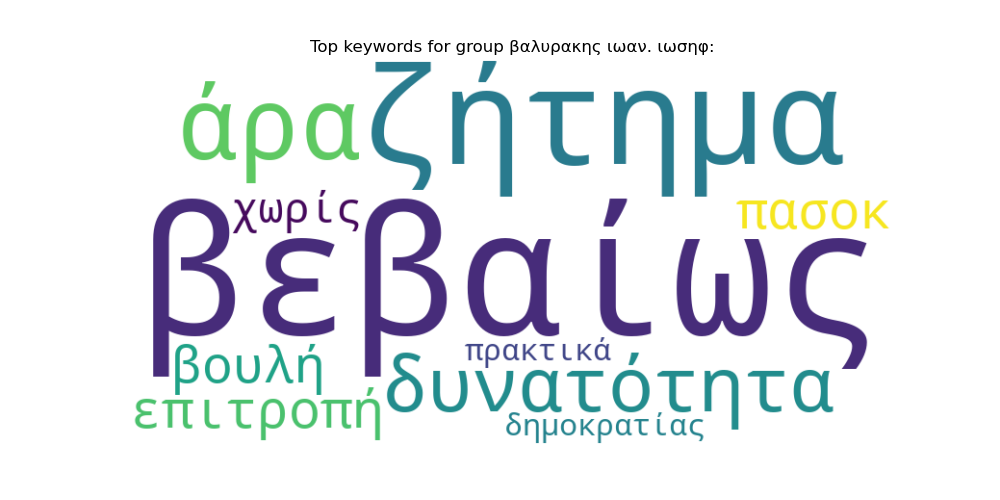 Top keywords for group βαλυρακης ιωαν. ιωσηφ:
άρα ζήτημα
χωρίς πασοκ
βεβαίως
πρακτικά
βουλή δυνατότητα
επιτροπή δημοκρατίας